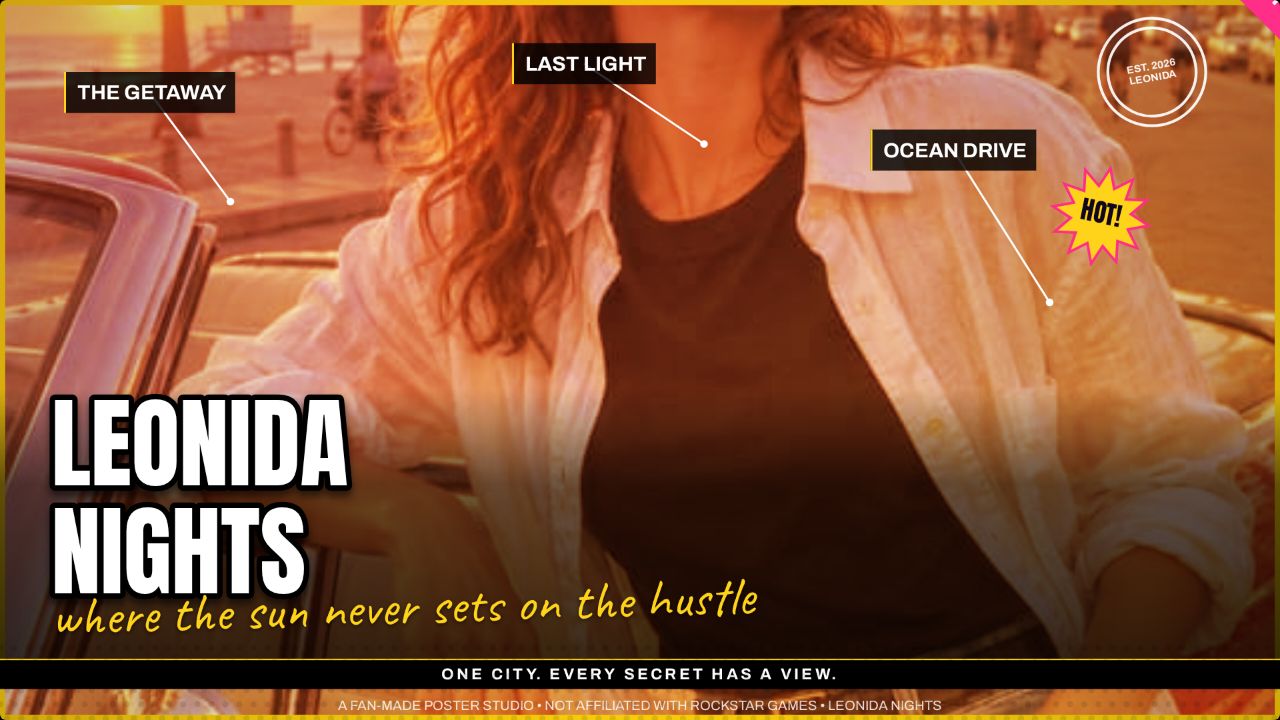 THE GETAWAY
LAST LIGHT
EST. 2026
LEONIDA
OCEAN DRIVE
HOT!
LEONIDA
NIGHTS
where the sun never sets on the hustle
ONE CITY. EVERY SECRET HAS A VIEW.
A FAN-MADE POSTER STUDIO • NOT AFFILIATED WITH ROCKSTAR GAMES • LEONIDA NIGHTS